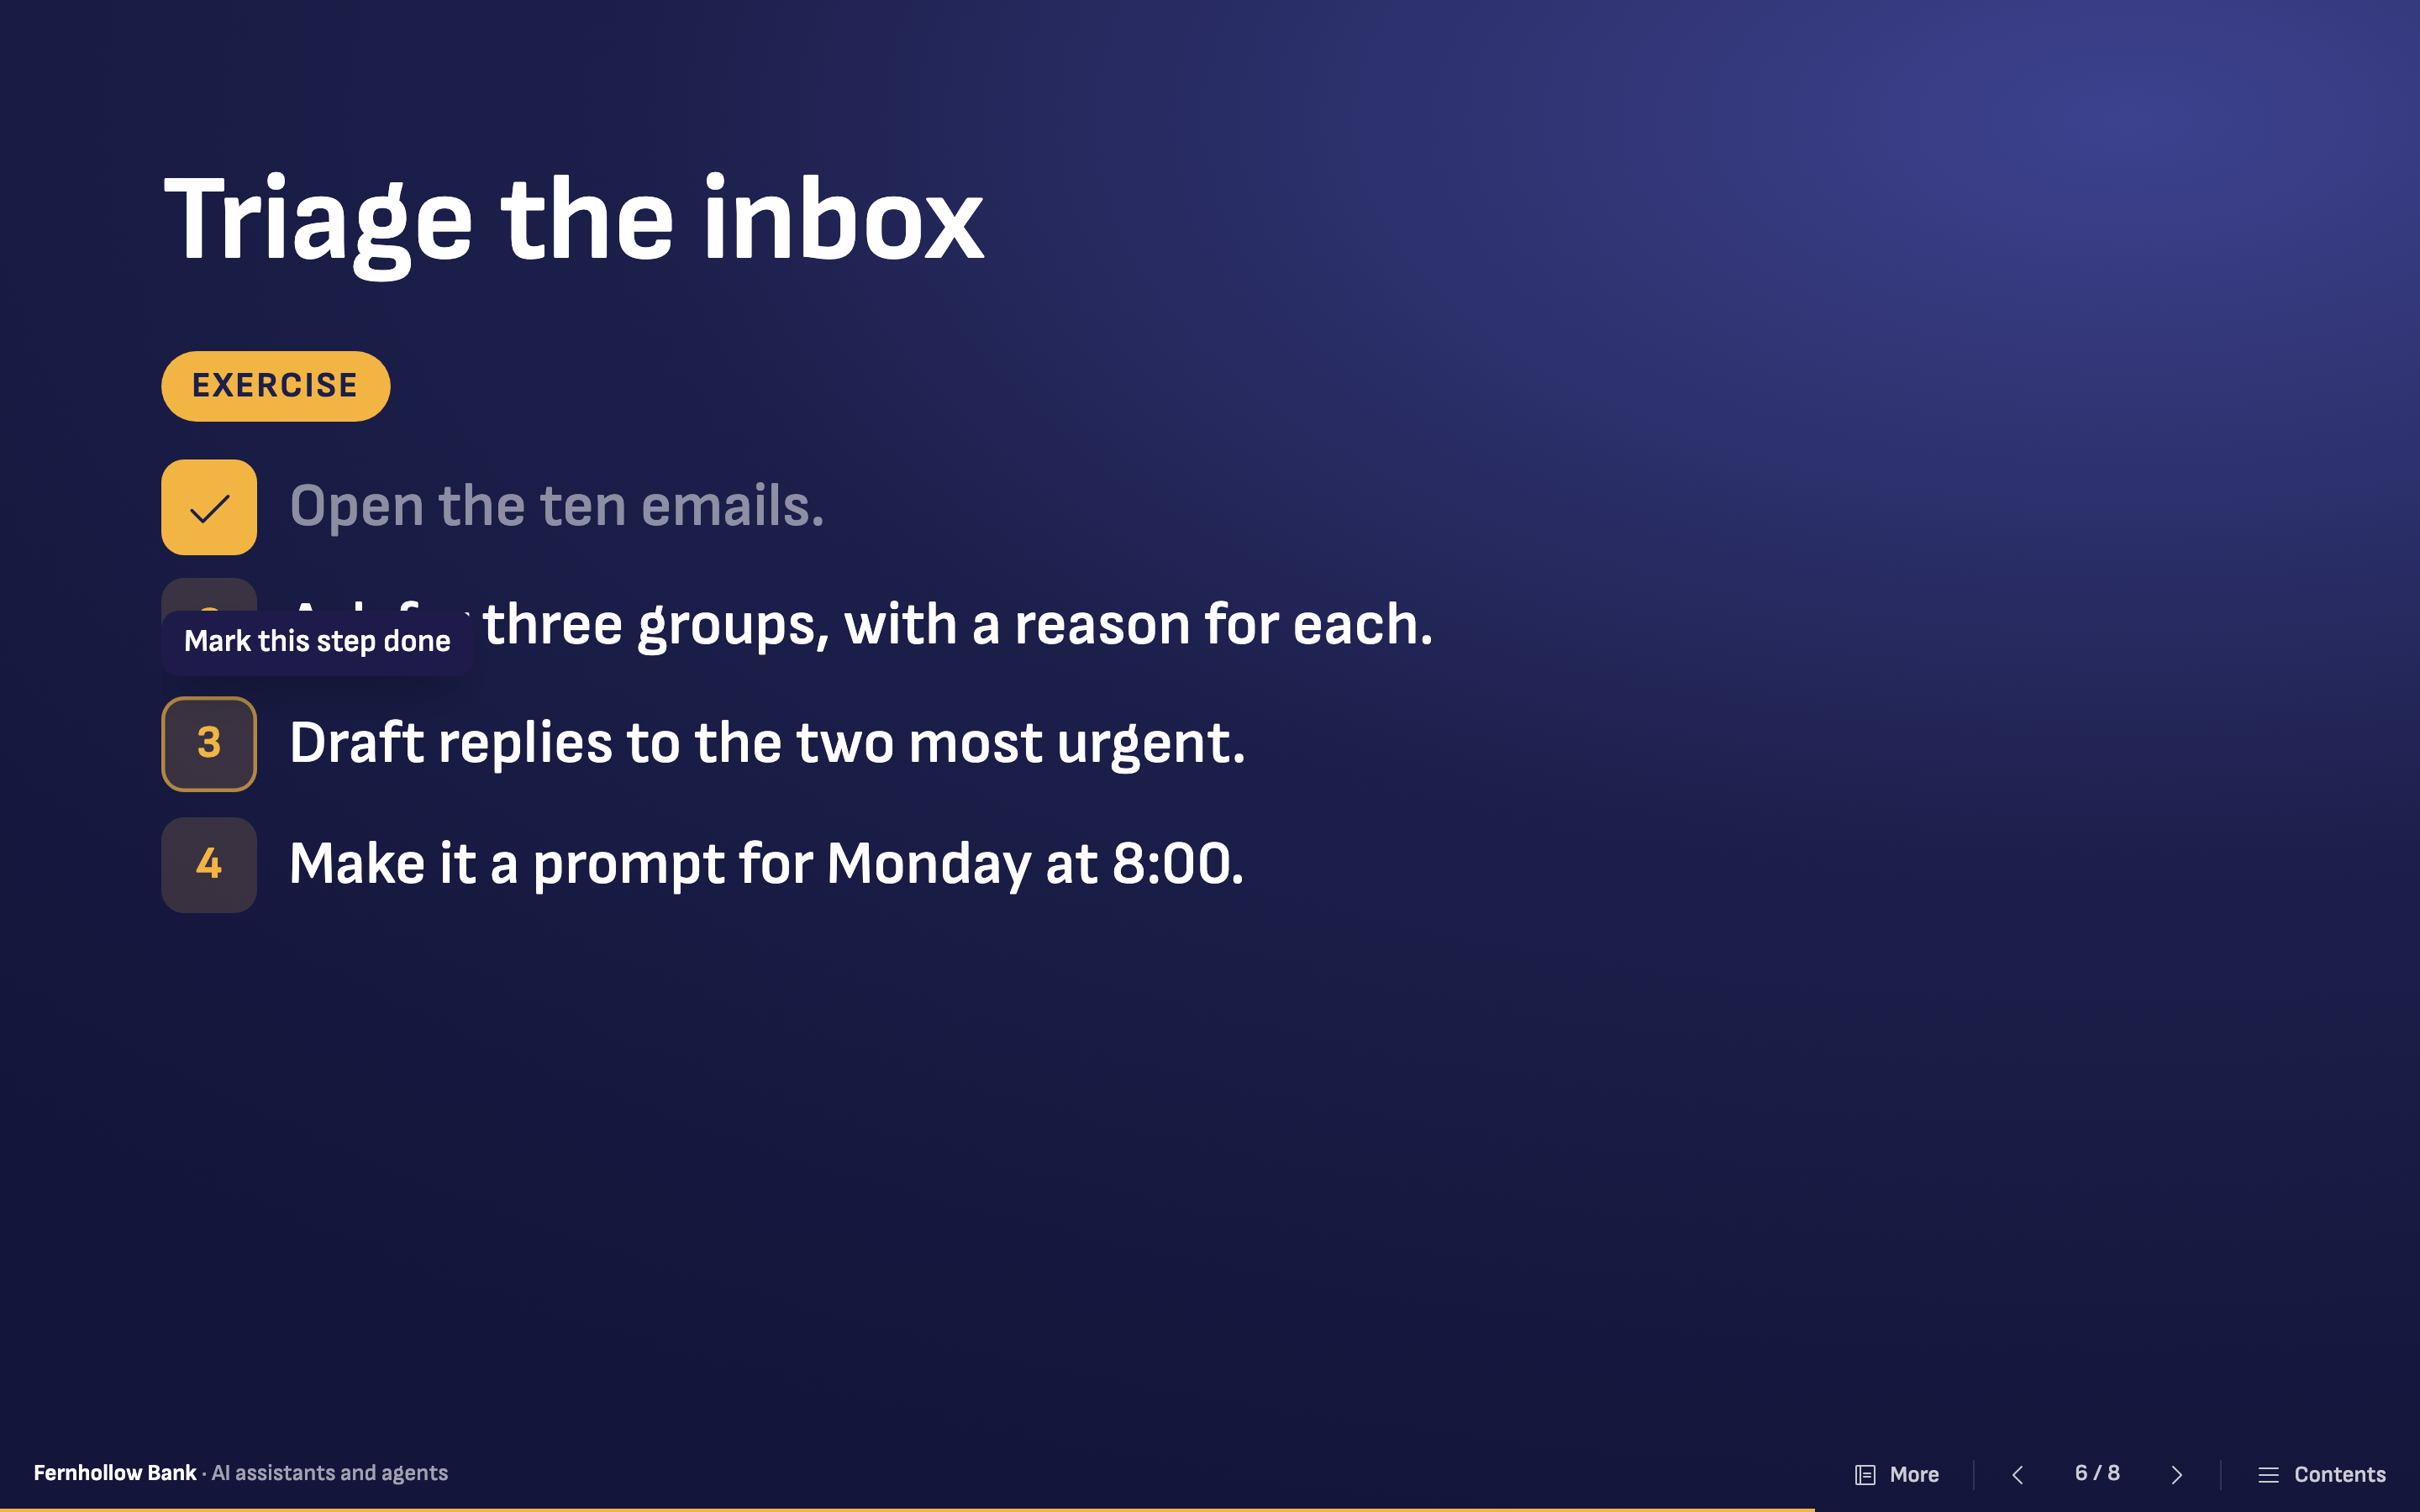 Triage the inbox
EXERCISE
Open the ten emails.
three groups, with a reason for each.
Mark this step done
3 Draft replies to the two most urgent.
4 Make it a prompt for Monday at 8:00.
Fernhollow Bank · AI assistants and agents
More 6 / 8 Contents